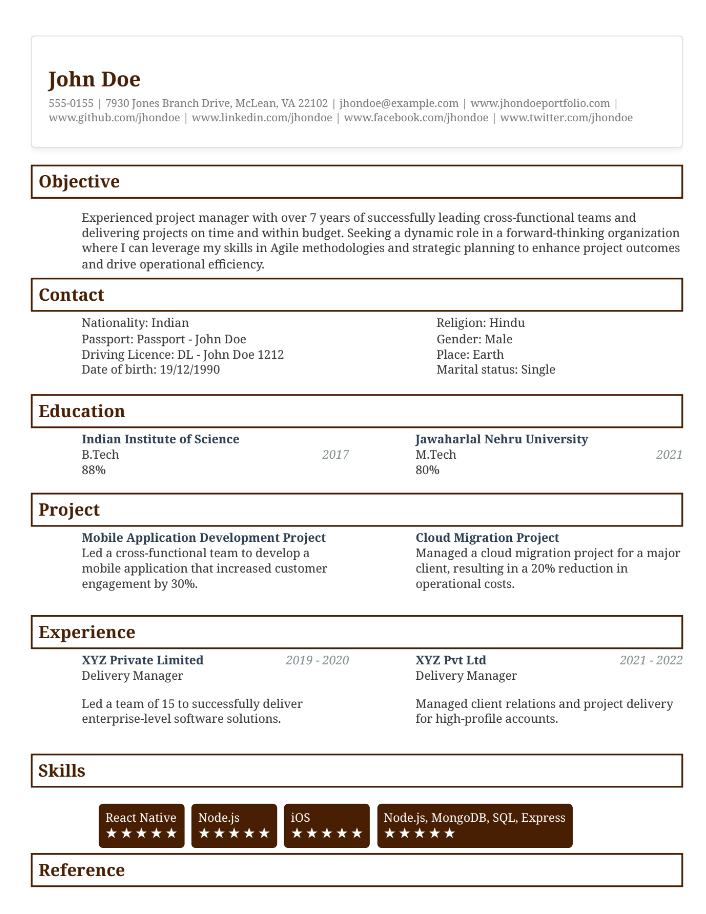 John Doe
555-0155 | 7930 Jones Branch Drive, McLean, VA 22102 | jhondoe@example.com | www.jhondoeportfolio.com |
www.github.com/jhondoe | www.linkedin.com/jhondoe | www.facebook.com/jhondoe | www.twitter.com/jhondoe
Objective
Experienced project manager with over 7 years of successfully leading cross-functional teams and
delivering projects on time and within budget. Seeking a dynamic role in a forward-thinking organization
where I can leverage my skills in Agile methodologies and strategic planning to enhance project outcomes
and drive operational efficiency.
Contact
Nationality: Indian
Passport: Passport - John Doe
Driving Licence: DL - John Doe 1212
Date of birth: 19/12/1990
Religion: Hindu
Gender: Male
Place: Earth
Marital status: Single
Education
Indian Institute of Science
B.Tech 2017
88%
Jawaharlal Nehru University
M.Tech 2021
80%
Project
Mobile Application Development Project
Led a cross-functional team to develop a
mobile application that increased customer
engagement by 30%.
Cloud Migration Project
Managed a cloud migration project for a major
client, resulting in a 20% reduction in
operational costs.
Experience
XYZ Private Limited 2019 - 2020
Delivery Manager
Led a team of 15 to successfully deliver
enterprise-level software solutions.
XYZ Pvt Ltd 2021 - 2022
Delivery Manager
Managed client relations and project delivery
for high-profile accounts.
Skills
React Native
★★★★★
Node.js
★★★★★
iOS
★★★★★
Node.js, MongoDB, SQL, Express
★★★★★
Reference